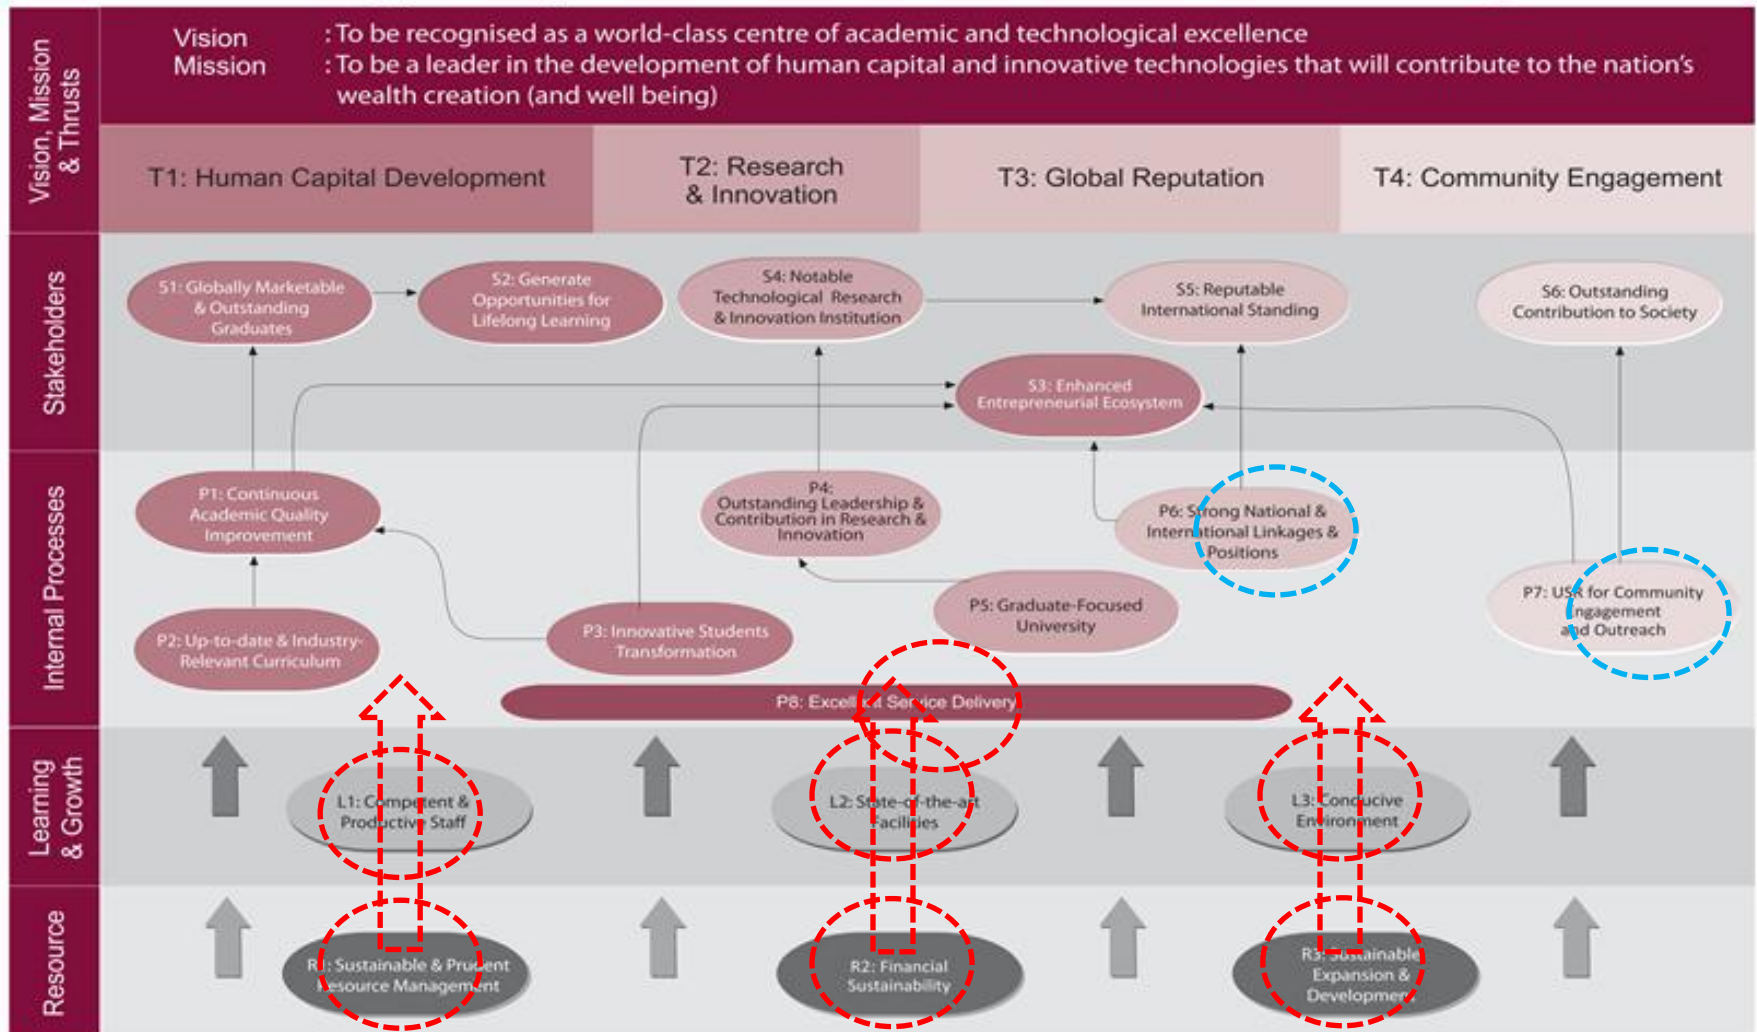 Vision, Mission
& Thrusts
Vision : To be recognised as a world-class centre of academic and technological excellence
Mission : To be a leader in the development of human capital and innovative technologies that will contribute to the nation's
wealth creation (and well being)
T1: Human Capital Development
T2: Research
& Innovation
T3: Global Reputation
T4: Community Engagement
Stakeholders
S1: Globally Marketable
& Outstanding
Graduates
S2: Generate
Opportunities for
Lifelong Learning
S4: Notable
Technological Research
& Innovation Institution
S5: Reputable
International Standing
S6: Outstanding
Contribution to Society
S3: Enhanced
Entrepreneurial Ecosystem
Internal Processes
P1: Continuous
Academic Quality
Improvement
P4:
Outstanding Leadership &
Contribution in Research &
Innovation
P6: Strong National &
International Linkages &
Positions
P7: USR for Community
Engagement
and Outreach
P2: Up-to-date & Industry-
Relevant Curriculum
P3: Innovative Students
Transformation
P5: Graduate-Focused
University
P8: Excellent Service Delivery
Learning
& Growth
L1: Competent &
Productive Staff
L2: State-of-the-art
Facilities
L3: Conducive
Environment
Resource
R1: Sustainable & Prudent
Resource Management
R2: Financial
Sustainability
R3: Sustainable
Expansion &
Development